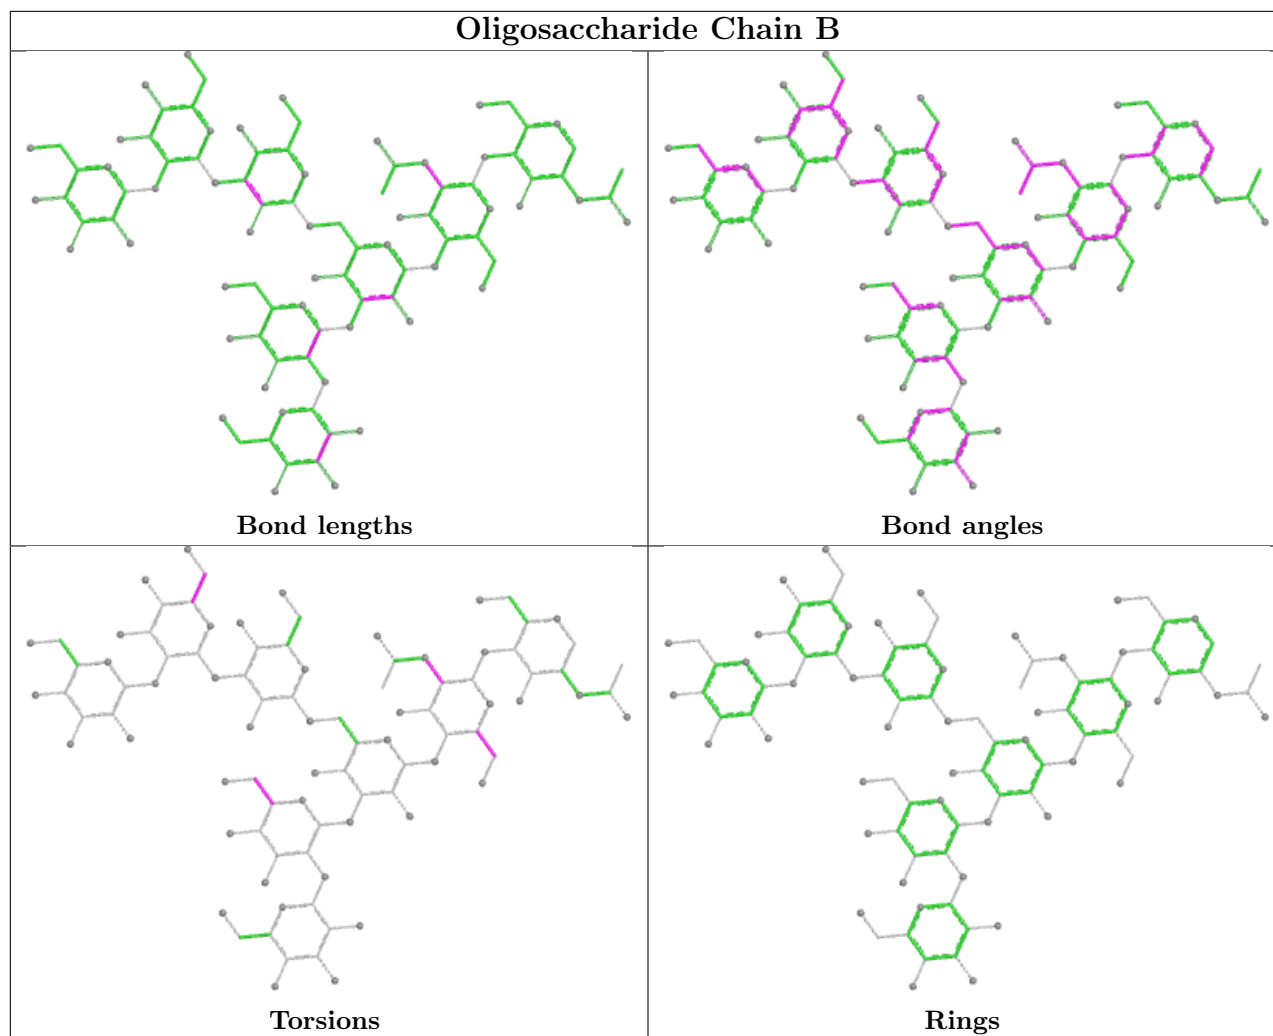 Oligosaccharide Chain B
Bond lengths
Bond angles
Torsions
Rings